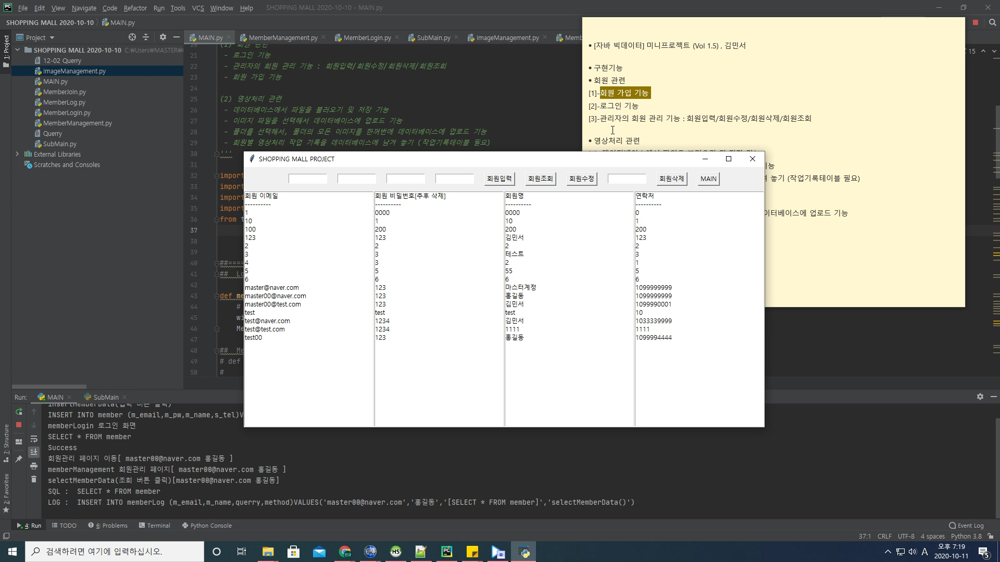 File Edit View Navigate Code Refactor Run Tools VCS Window Help SHOPPING MALL 2020-10-10 - MAIN.py
SHOPPING MALL 2020-10-10 MAIN.py
Project
MAIN.py MemberManagement.py MemberLogin.py SubMain.py ImageManagement.py Memb
1: Project
SHOPPING MALL 2020-10-10 C:₩Users₩MASTER₩
12-02 Querry
ImageManagement.py
MAIN.py
MemberJoin.py
MemberLog.py
MemberLogin.py
MemberManagement.py
Querry
SubMain.py
External Libraries
Scratches and Consoles
20 (1) 회원 관련
21 - 로그인 기능
22 - 관리자의 회원 관리 기능 : 회원입력/회원수정/회원삭제/회원조회
23 - 회원 가입 기능
24
25 (2) 영상처리 관련
26 - 데이터베이스에서 파일을 불러오기 및 저장 기능
27 - 이미지 파일을 선택해서 데이터베이스에 업로드 기능
28 - 폴더를 선택해서, 폴더의 모든 이미지를 한꺼번에 데이터베이스에 업로드 기능
29 - 회원별 영상처리 작업 기록을 데이터베이스에 남겨 놓기 (작업기록테이블 필요)
30 '''
31
32 import
33 import
34 import
35 import
36 from t
37
38
39
40 ##====
41 ## Lo
42
43 def me
44 #
45 wi
46 Me
47
48 ## Me
49 # def
50 #
• [자바 빅데이터] 미니프로젝트 (Vol 1.5) , 김민서
15
• 구현기능
• 회원 관련
[1]-회원 가입 기능
[2]-로그인 기능
[3]-관리자의 회원 관리 기능 : 회원입력/회원수정/회원삭제/회원조회
• 영상처리 관련
기능
겨 놓기 (작업기록테이블 필요)
이터베이스에 업로드 기능
SHOPPING MALL PROJECT
회원입력 회원조회 회원수정 회원삭제 MAIN
회원 이메일 회원 비밀번호[추후 삭제] 회원명 연락처
---------- ---------- ---------- ----------
1 0000 0000 0
10 1 10 1
100 200 200 200
123 123 김민서 123
2 2 2 2
3 3 테스트 3
4 3 2 1
5 5 55 5
6 6 6 6
master@naver.com 123 마스터계정 1099999999
master00@naver.com 123 홍길동 1099999999
master00@test.com 123 김민서 1099990001
test test test 10
test@naver.com 1234 김민서 1033339999
test@test.com 1234 1111 1111
test00 123 홍길동 1099994444
Run: MAIN SubMain
insertMemberData(입력 버튼 클릭)
INSERT INTO member (m_email,m_pw,m_name,s_tel)V
memberLogin 로그인 화면
SELECT * FROM member
Success
회원관리 페이지 이동[ master00@naver.com 홍길동 ]
memberManagement 회원관리 페이지[ master00@naver.com 홍길동 ]
selectMemberData(조회 버튼 클릭)[master00@naver.com 홍길동]
SQL : SELECT * FROM member
LOG : INSERT INTO memberLog (m_email,m_name,querry,method)VALUES('master00@naver.com','홍길동','[SELECT * FROM member]','selectMemberData()')
7: Structure
2: Favorites
4: Run TODO 6: Problems Terminal Python Console Event Log
37:1 CRLF UTF-8 4 spaces Python 3.8
검색하려면 여기에 입력하십시오.
A 오후 7:19
2020-10-11 5